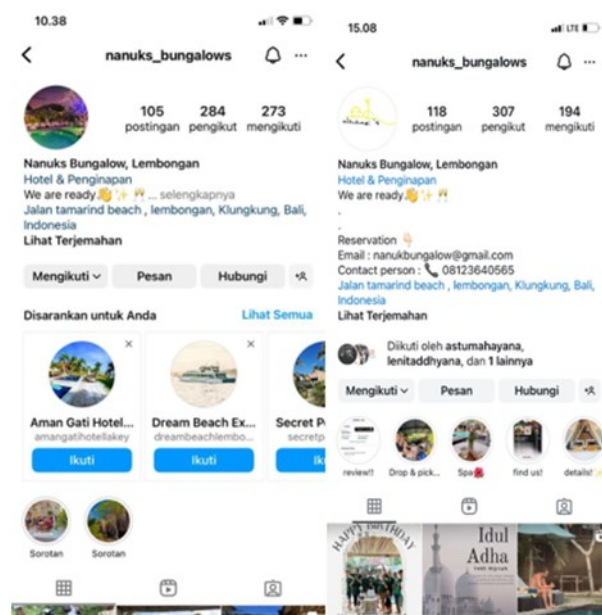 10.38
nanuks_bungalows
105 284 273
postingan pengikut mengikuti
Nanuks Bungalow, Lembongan
Hotel & Penginapan
We are ready👋✨🥂... selengkapnya
Jalan tamarind beach , lembongan, Klungkung, Bali,
Indonesia
Lihat Terjemahan
Mengikuti Pesan Hubungi
Disarankan untuk Anda Lihat Semua
Aman Gati Hotel... Dream Beach Ex... Secret P
amangatihotellakey dreambeachlembo... secretp
Ikuti Ikuti Ik
Sorotan Sorotan
15.08 LTE
nanuks_bungalows
118 307 194
postingan pengikut mengikuti
Nanuks Bungalow, Lembongan
Hotel & Penginapan
We are ready👋✨🥂
.
.
Reservation 👇🏻
Email : nanukbungalow@gmail.com
Contact person : 📞 08123640565
Jalan tamarind beach , lembongan, Klungkung, Bali,
Indonesia
Lihat Terjemahan
Diikuti oleh astumahayana,
lenitaddhyana, dan 1 lainnya
Mengikuti Pesan Hubungi
review!! Drop & pick... Spa🌺 find us! details!✨
HAPPY BIRTHDAY
Idul
Adha